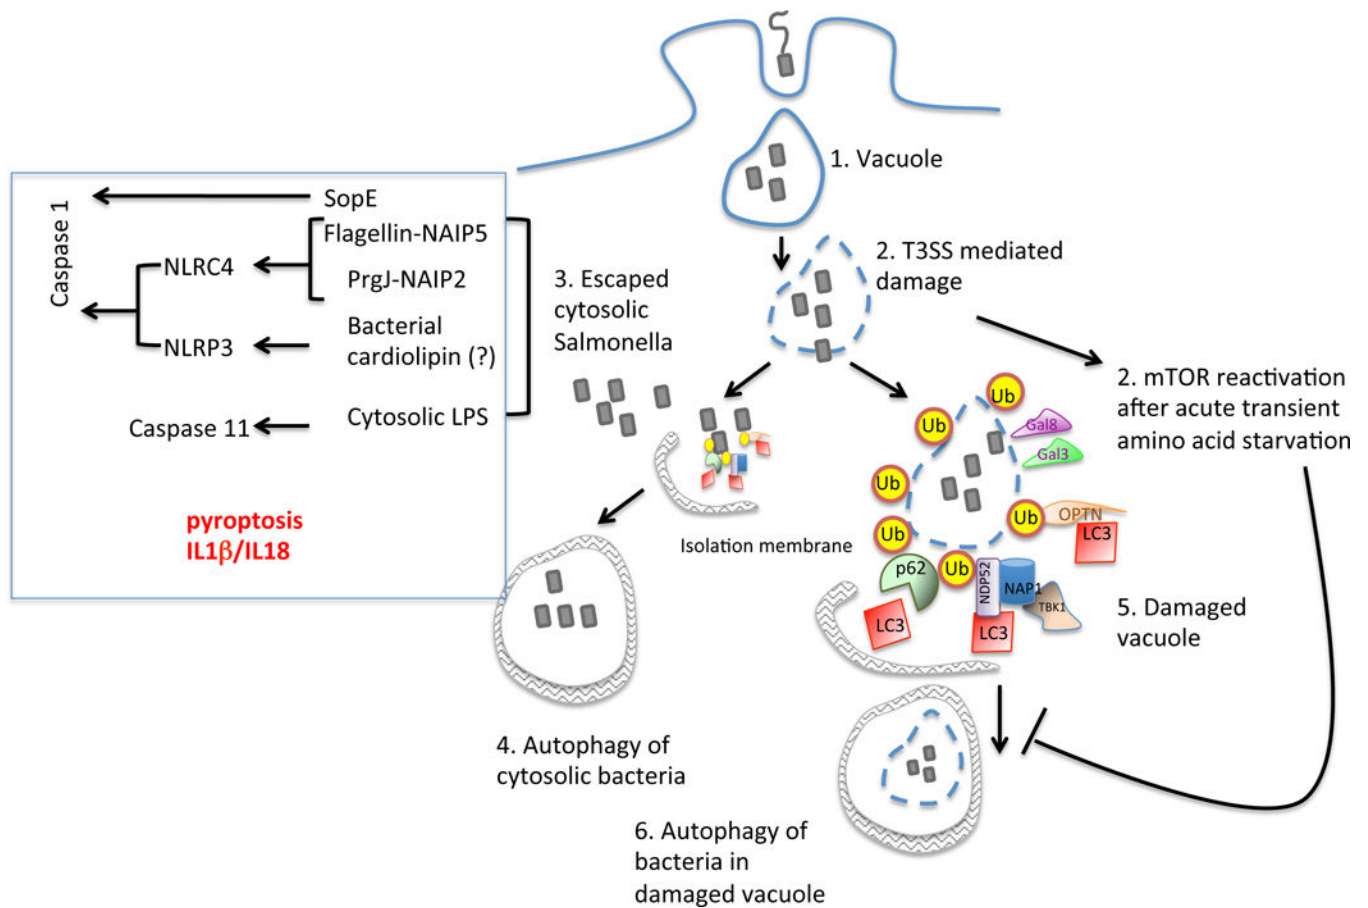 1. Vacuole
SopE
Caspase 1
Flagellin-NAIP5
NLRC4
PrgJ-NAIP2
Bacterial
cardiolipin (?)
NLRP3
Caspase 11
Cytosolic LPS
pyroptosis
IL1β/IL18
2. T3SS mediated
damage
3. Escaped
cytosolic
Salmonella
2. mTOR reactivation
after acute transient
amino acid starvation
Ub
Ub
Gal8
Gal3
Ub
Ub
OPTN
LC3
Ub
Isolation membrane
p62
Ub
NDP52
NAP1
TBK1
LC3
LC3
5. Damaged
vacuole
4. Autophagy of
cytosolic bacteria
6. Autophagy of
bacteria in
damaged vacuole